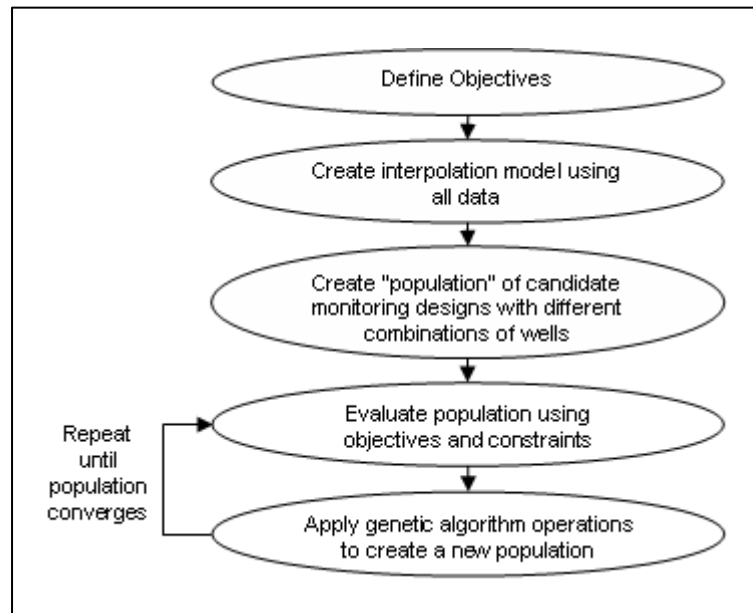 Define Objectives
Create interpolation model using
all data
Create "population" of candidate
monitoring designs with different
combinations of wells
Evaluate population using
objectives and constraints
Repeat
until
population
converges
Apply genetic algorithm operations
to create a new population